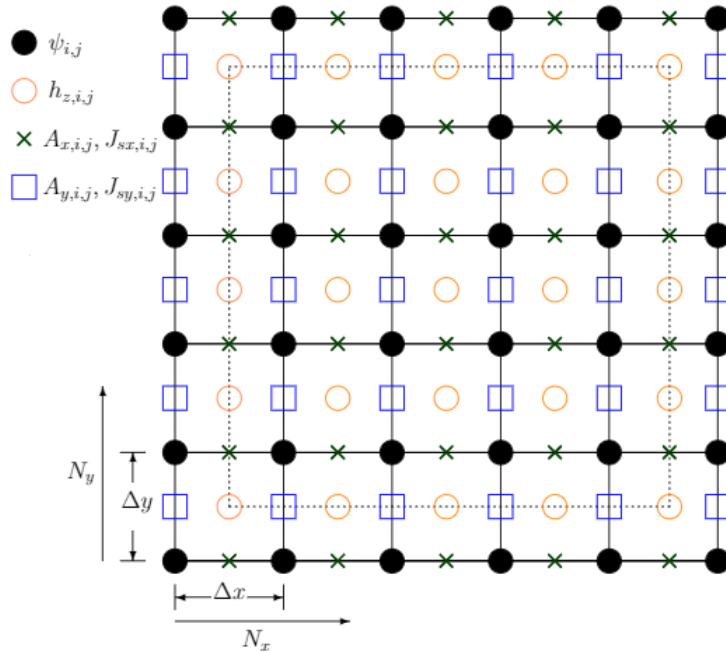 ψ_{i,j}
h_{z,i,j}
A_{x,i,j}, J_{sx,i,j}
A_{y,i,j}, J_{sy,i,j}
N_y
Δy
Δx
N_x